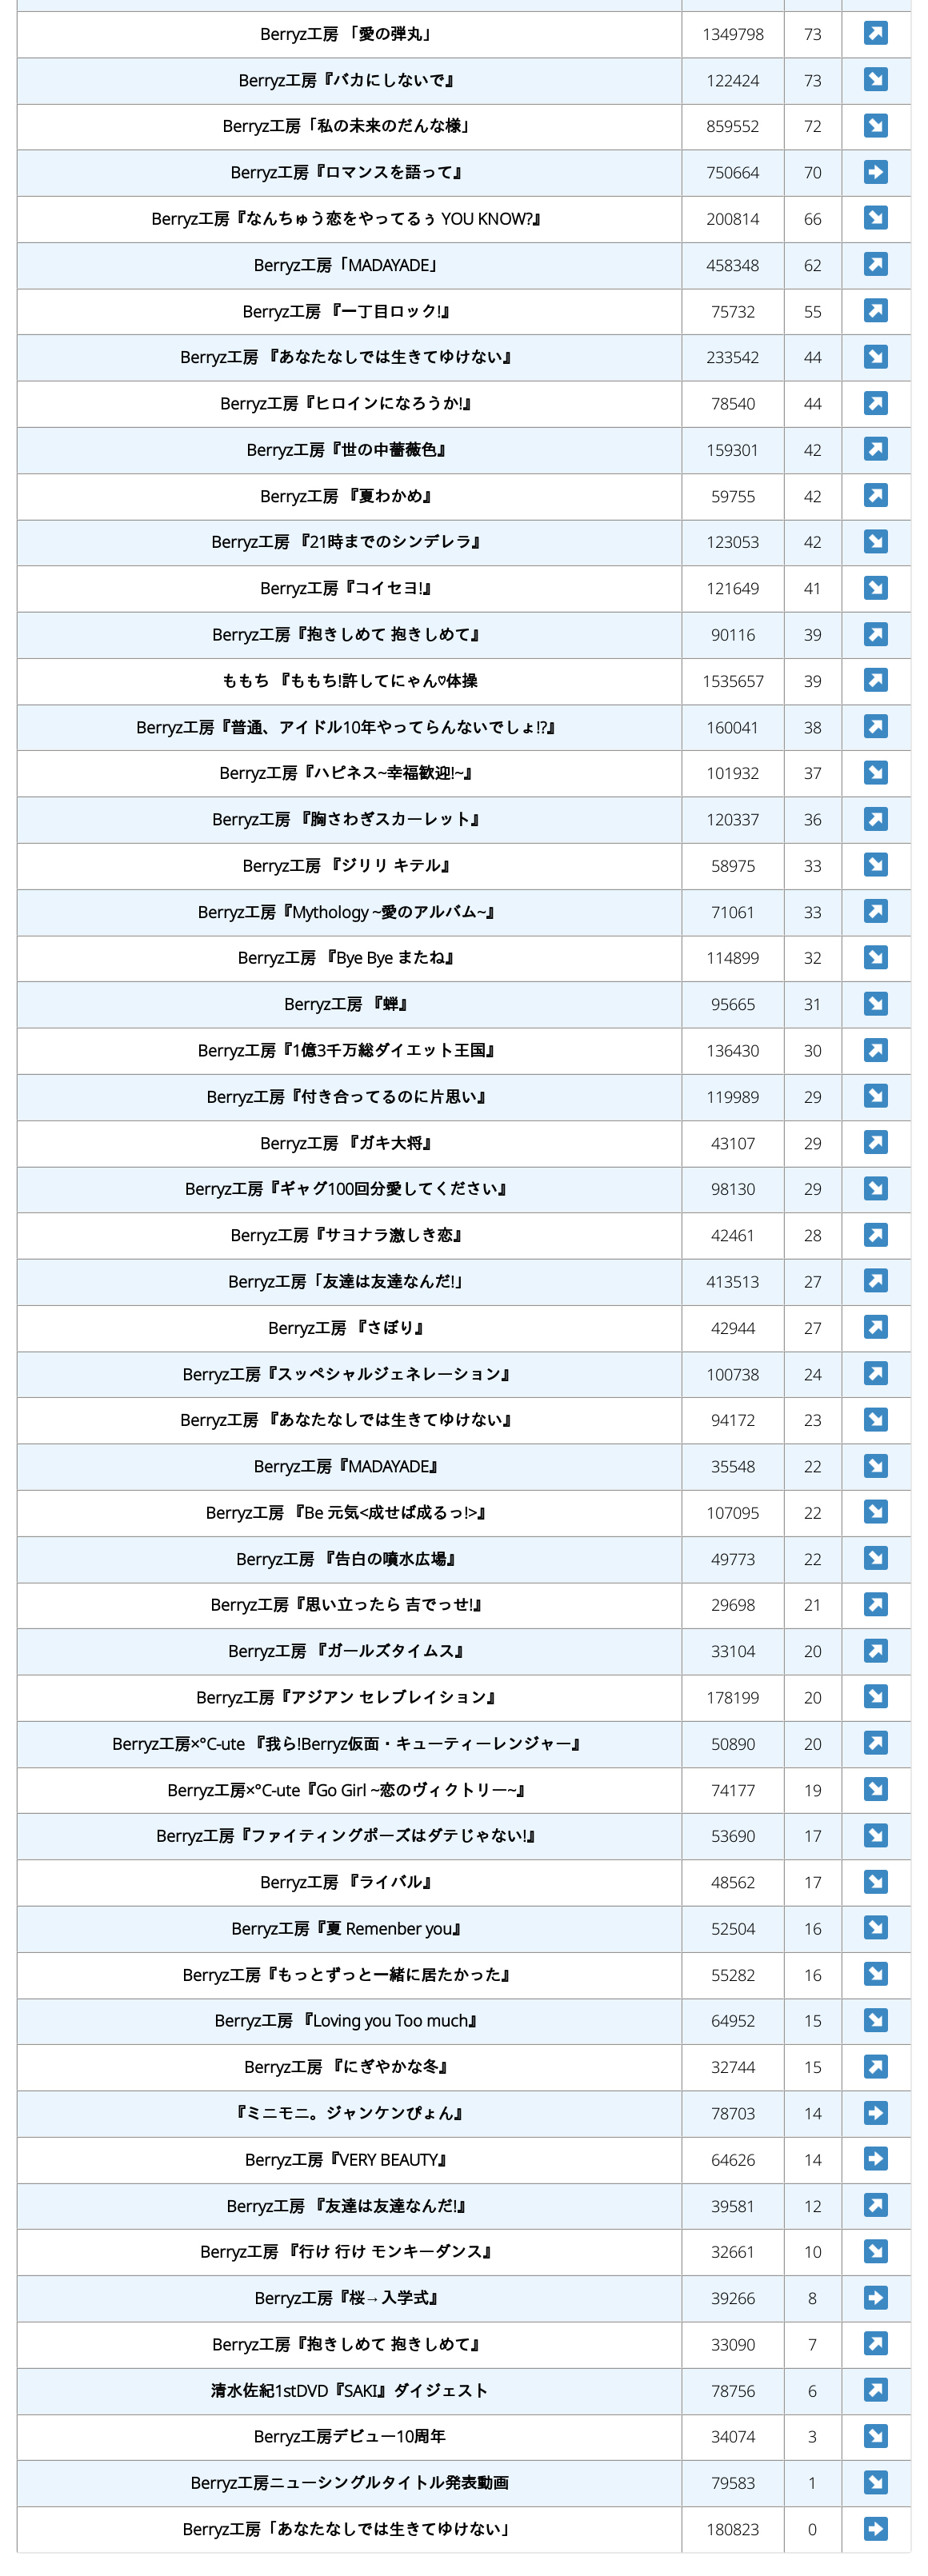 Berryz工房 「愛の弾丸」 1349798 73 ↗
Berryz工房『バカにしないで』 122424 73 ↘
Berryz工房「私の未来のだんな様」 859552 72 ↘
Berryz工房『ロマンスを語って』 750664 70 ➡
Berryz工房『なんちゅう恋をやってるぅ YOU KNOW?』 200814 66 ↘
Berryz工房「MADAYADE」 458348 62 ↗
Berryz工房 『一丁目ロック!』 75732 55 ↗
Berryz工房 『あなたなしでは生きてゆけない』 233542 44 ↘
Berryz工房『ヒロインになろうか!』 78540 44 ↗
Berryz工房『世の中薔薇色』 159301 42 ↗
Berryz工房 『夏わかめ』 59755 42 ↗
Berryz工房 『21時までのシンデレラ』 123053 42 ↘
Berryz工房『コイセヨ!』 121649 41 ↘
Berryz工房『抱きしめて 抱きしめて』 90116 39 ↗
ももち 『ももち!許してにゃん♡体操 1535657 39 ↗
Berryz工房『普通、アイドル10年やってらんないでしょ!?』 160041 38 ↗
Berryz工房『ハピネス~幸福歓迎!~』 101932 37 ↘
Berryz工房 『胸さわぎスカーレット』 120337 36 ↗
Berryz工房 『ジリリ キテル』 58975 33 ↘
Berryz工房『Mythology ~愛のアルバム~』 71061 33 ↗
Berryz工房 『Bye Bye またね』 114899 32 ↘
Berryz工房 『蝉』 95665 31 ↘
Berryz工房『1億3千万総ダイエット王国』 136430 30 ↗
Berryz工房『付き合ってるのに片思い』 119989 29 ↘
Berryz工房 『ガキ大将』 43107 29 ↗
Berryz工房『ギャグ100回分愛してください』 98130 29 ↘
Berryz工房『サヨナラ激しき恋』 42461 28 ↗
Berryz工房「友達は友達なんだ!」 413513 27 ↗
Berryz工房 『さぼり』 42944 27 ↗
Berryz工房『スッペシャルジェネレーション』 100738 24 ↗
Berryz工房 『あなたなしでは生きてゆけない』 94172 23 ↘
Berryz工房『MADAYADE』 35548 22 ↘
Berryz工房 『Be 元気<成せば成るっ!>』 107095 22 ↘
Berryz工房 『告白の噴水広場』 49773 22 ↘
Berryz工房『思い立ったら 吉でっせ!』 29698 21 ↗
Berryz工房 『ガールズタイムス』 33104 20 ↗
Berryz工房『アジアン セレブレイション』 178199 20 ↘
Berryz工房×°C-ute 『我ら!Berryz仮面・キューティーレンジャー』 50890 20 ↗
Berryz工房×°C-ute『Go Girl ~恋のヴィクトリー~』 74177 19 ↘
Berryz工房『ファイティングポーズはダテじゃない!』 53690 17 ↘
Berryz工房 『ライバル』 48562 17 ↘
Berryz工房『夏 Remenber you』 52504 16 ↘
Berryz工房『もっとずっと一緒に居たかった』 55282 16 ↘
Berryz工房 『Loving you Too much』 64952 15 ↘
Berryz工房 『にぎやかな冬』 32744 15 ↗
『ミニモニ。ジャンケンぴょん』 78703 14 ➡
Berryz工房『VERY BEAUTY』 64626 14 ➡
Berryz工房 『友達は友達なんだ!』 39581 12 ↗
Berryz工房 『行け 行け モンキーダンス』 32661 10 ↘
Berryz工房『桜→入学式』 39266 8 ➡
Berryz工房『抱きしめて 抱きしめて』 33090 7 ↗
清水佐紀1stDVD『SAKI』ダイジェスト 78756 6 ↗
Berryz工房デビュー10周年 34074 3 ↘
Berryz工房ニューシングルタイトル発表動画 79583 1 ↘
Berryz工房「あなたなしでは生きてゆけない」 180823 0 ➡